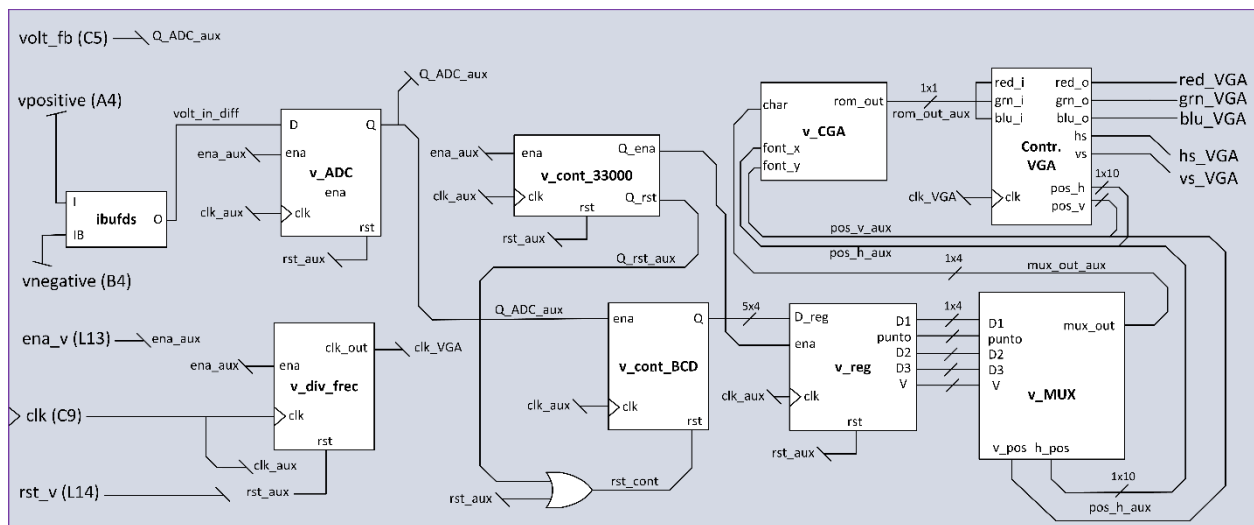 volt_fb (C5)
Q_ADC_aux
vpositive (A4)
volt_in_diff
I
IB
O
ibufds
vnegative (B4)
D
Q
ena
v_ADC
ena
clk
rst
ena_aux
clk_aux
rst_aux
Q_ADC_aux
ena_v (L13)
ena_aux
clk (C9)
clk_aux
rst_v (L14)
rst_aux
ena_aux
ena
clk_out
v_div_frec
clk
rst
clk_VGA
ena_aux
clk_aux
rst_aux
ena
Q_ena
v_cont_33000
clk
Q_rst
rst
Q_rst_aux
Q_ADC_aux
ena
Q
v_cont_BCD
clk
rst
clk_aux
rst_aux
rst_cont
5x4
D_reg
ena
v_reg
clk
rst
clk_aux
rst_aux
D1
punto
D2
D3
V
1x4
D1
punto
D2
D3
V
mux_out
v_MUX
v_pos
h_pos
1x10
pos_h_aux
1x4
mux_out_aux
pos_v_aux
pos_h_aux
char
rom_out
v_CGA
font_x
font_y
1x1
rom_out_aux
red_i
grn_i
blu_i
red_o
grn_o
blu_o
hs
vs
Contr.
VGA
clk
pos_h
pos_v
clk_VGA
1x10
red_VGA
grn_VGA
blu_VGA
hs_VGA
vs_VGA